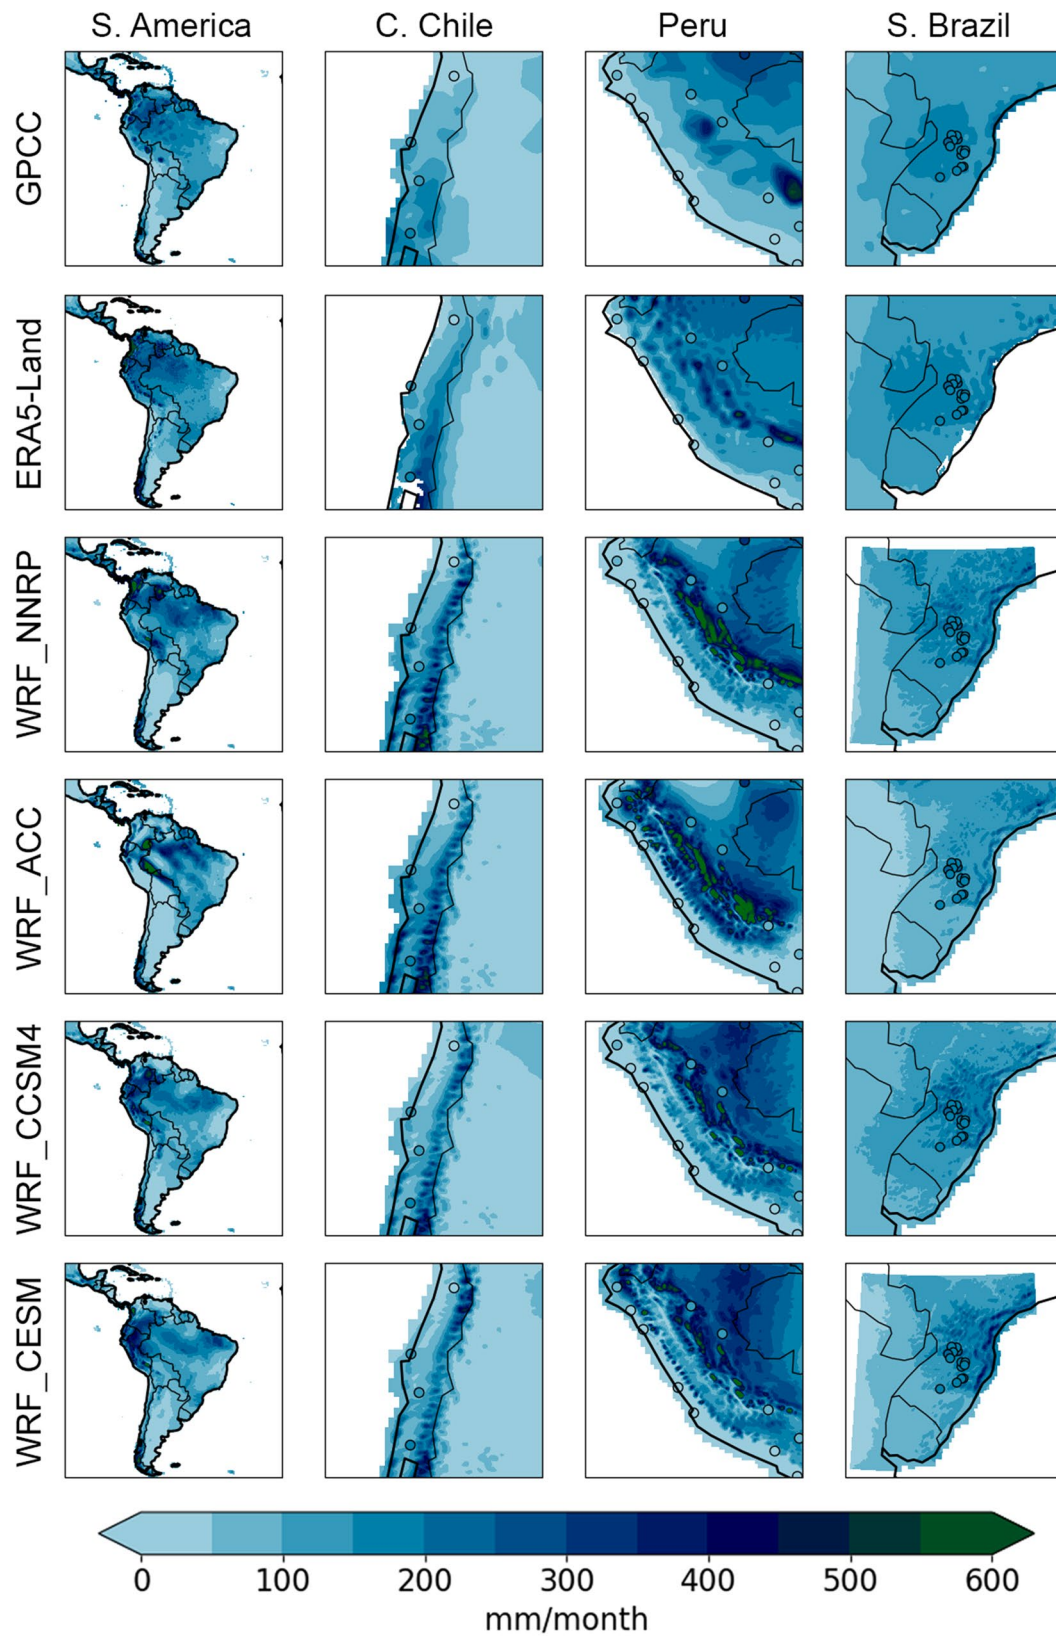 S. America C. Chile Peru S. Brazil
GPCC
ERA5-Land
WRF_NNRP
WRF_ACC
WRF_CCSM4
WRF_CESM
0 100 200 300 400 500 600
mm/month